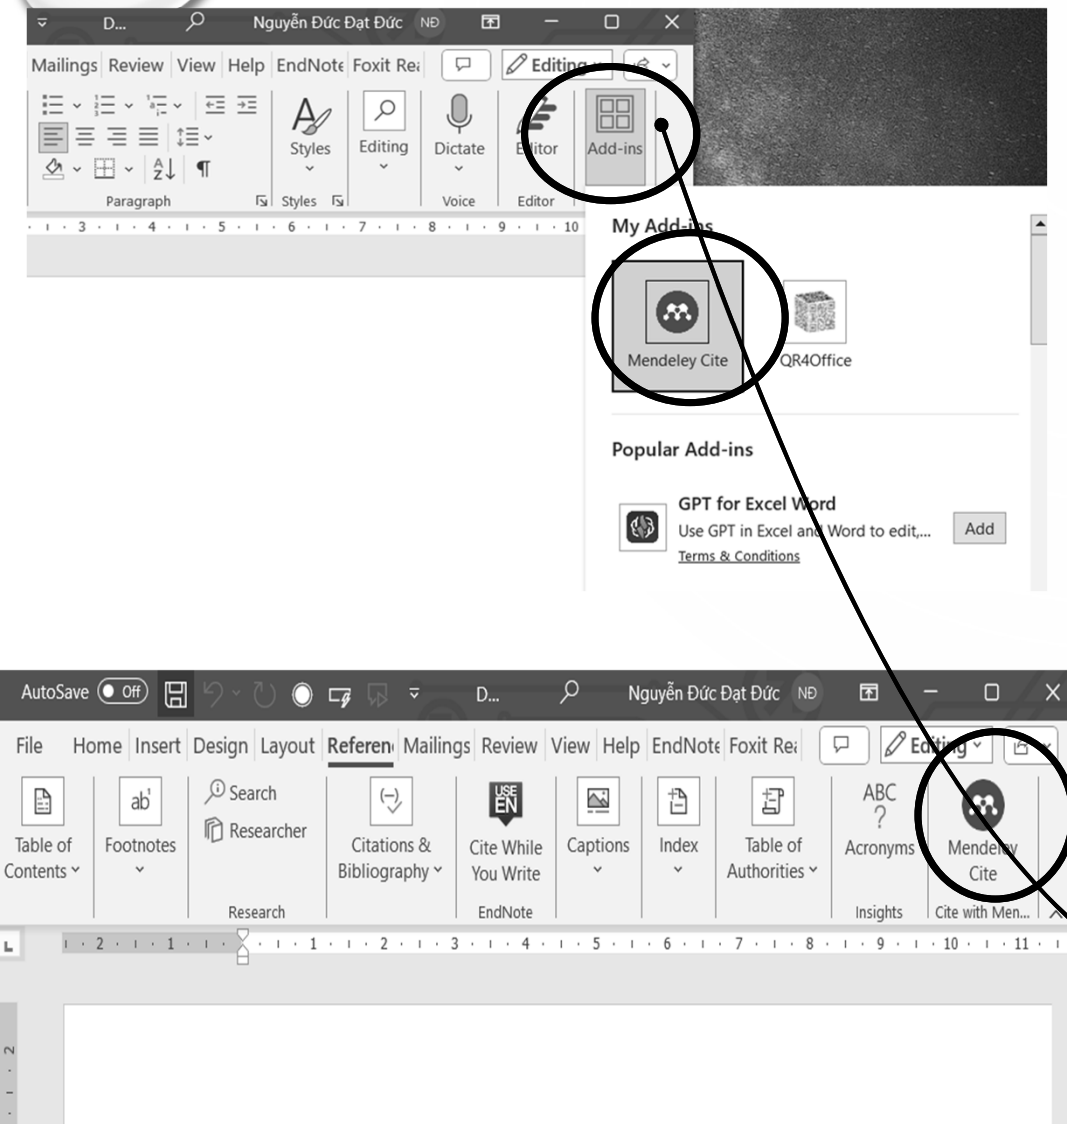 D... Nguyễn Đức Đạt Đức NĐ
Mailings Review View Help EndNote Foxit Rea Editing
Styles Editing Dictate Editor Add-ins
Paragraph Styles Voice Editor
3 4 5 6 7 8 9 10
My Add-ins
Mendeley Cite QR4Office
Popular Add-ins
GPT for Excel Word
Use GPT in Excel and Word to edit,... Add
Terms & Conditions
AutoSave Off D... Nguyễn Đức Đạt Đức NĐ
File Home Insert Design Layout Referen Mailings Review View Help EndNote Foxit Rea Editing
Table of Contents
ab Footnotes
Search
Researcher
Citations & Bibliography
USE EN
Cite While You Write
Captions
Index
Table of Authorities
ABC ? Acronyms
Mendeley Cite
Research EndNote Insights Cite with Men...
2 1 1 2 3 4 5 6 7 8 9 10 11
2